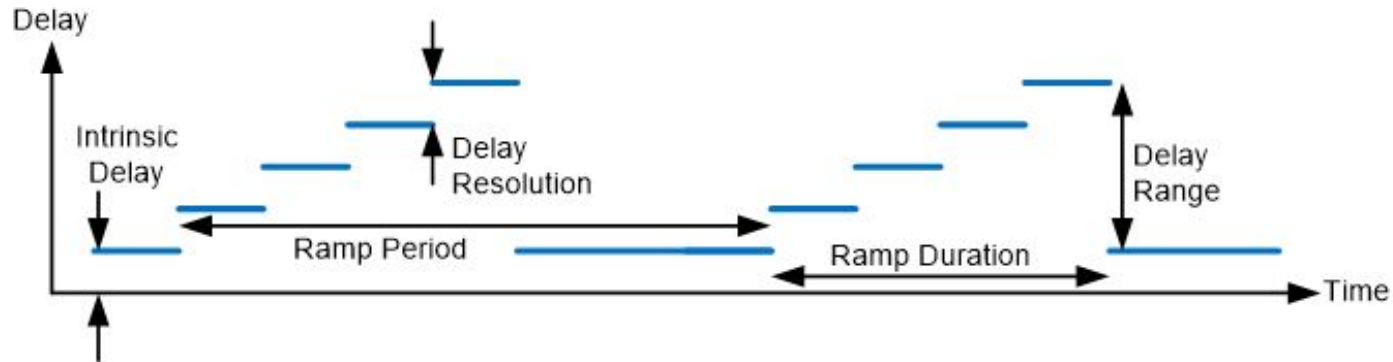 Delay
Intrinsic
Delay
Delay
Resolution
Delay
Range
Ramp Period
Ramp Duration
Time